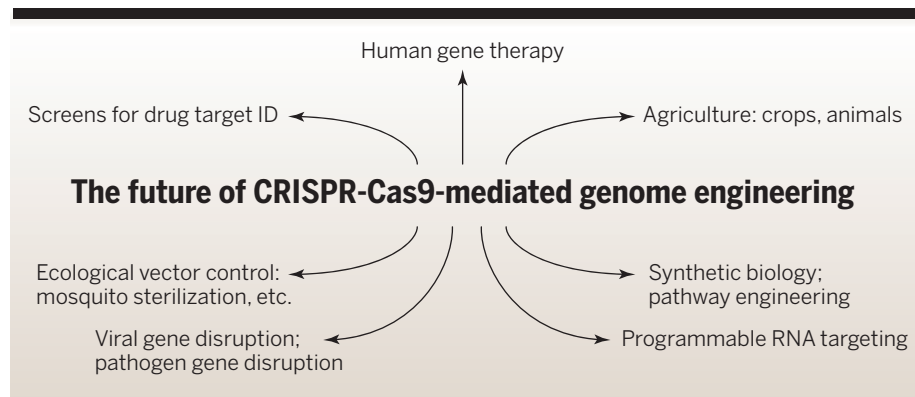 Human gene therapy
Screens for drug target ID
Agriculture: crops, animals
The future of CRISPR-Cas9-mediated genome engineering
Ecological vector control:
mosquito sterilization, etc.
Synthetic biology;
pathway engineering
Viral gene disruption;
pathogen gene disruption
Programmable RNA targeting